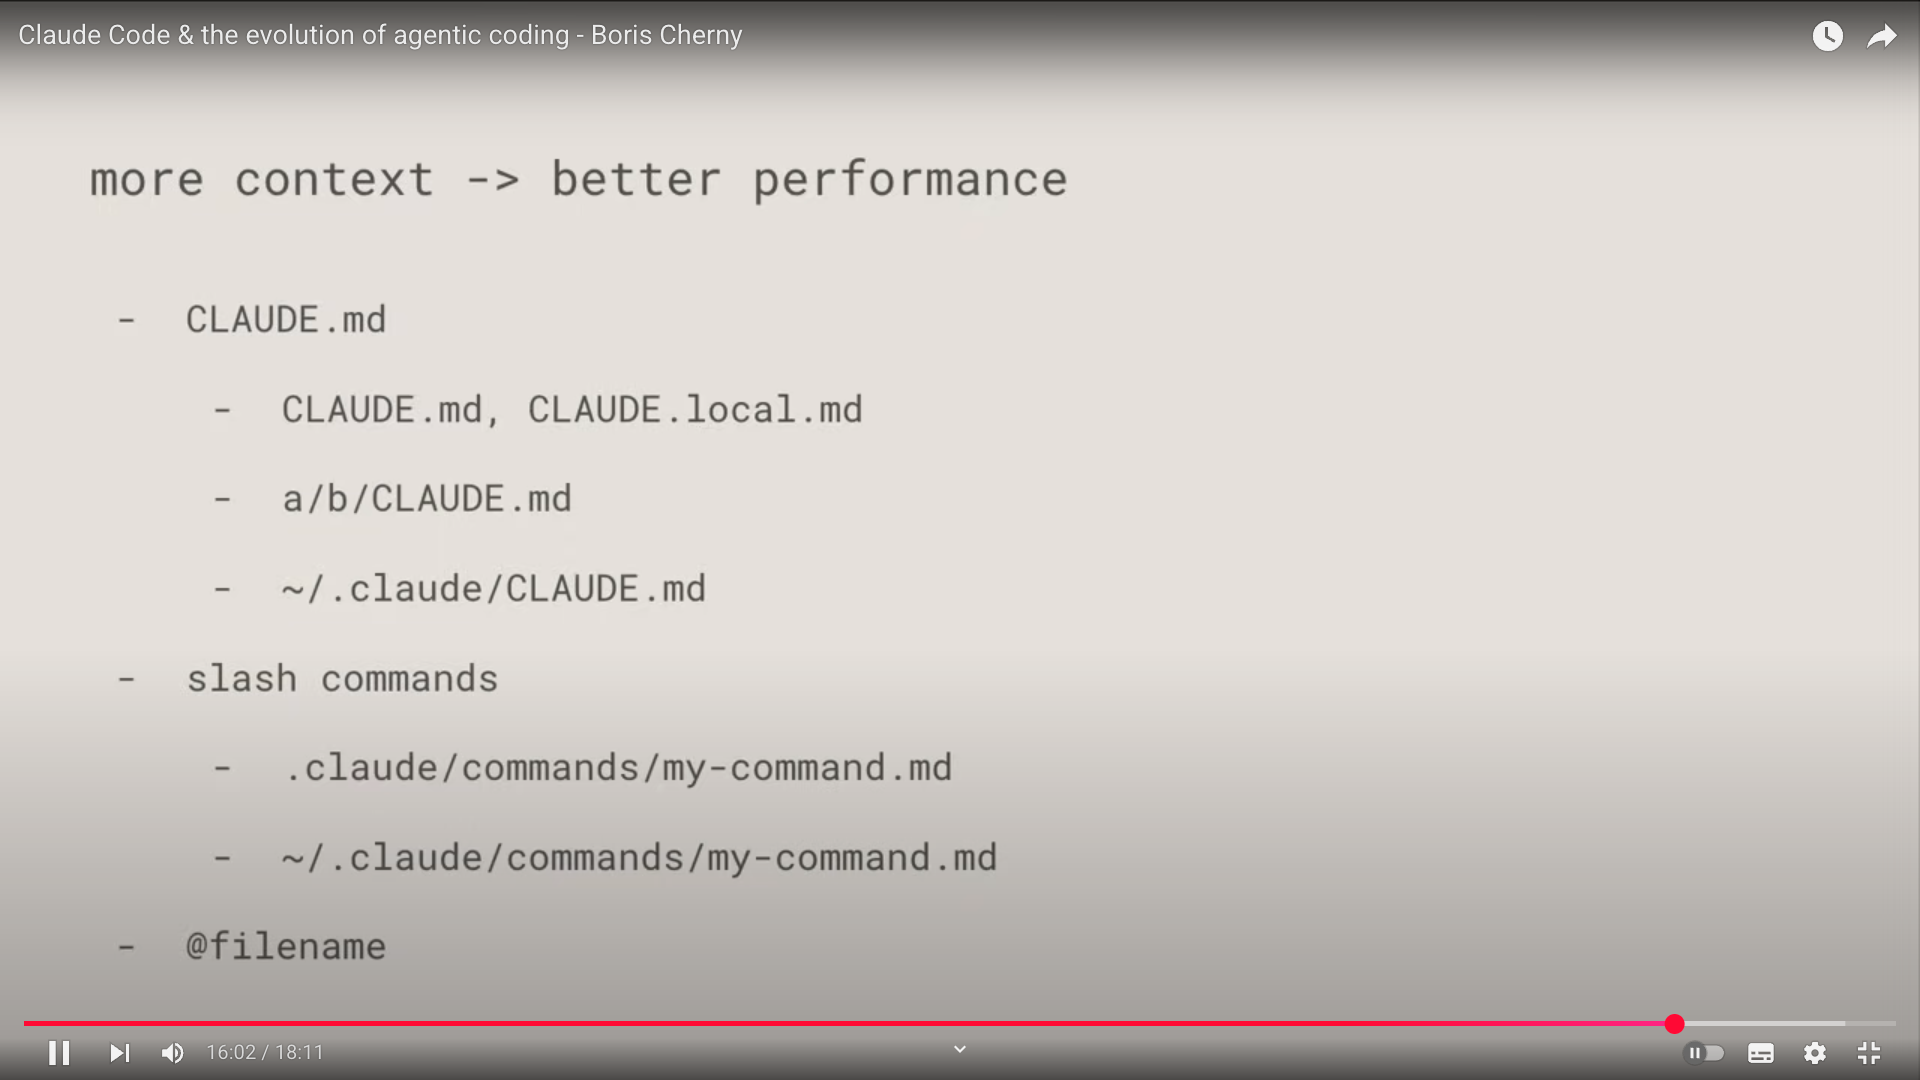 Claude Code & the evolution of agentic coding - Boris Cherny
more context -> better performance
- CLAUDE.md
- CLAUDE.md, CLAUDE.local.md
- a/b/CLAUDE.md
- ~/.claude/CLAUDE.md
- slash commands
- .claude/commands/my-command.md
- ~/.claude/commands/my-command.md
- @filename
16:02 / 18:11